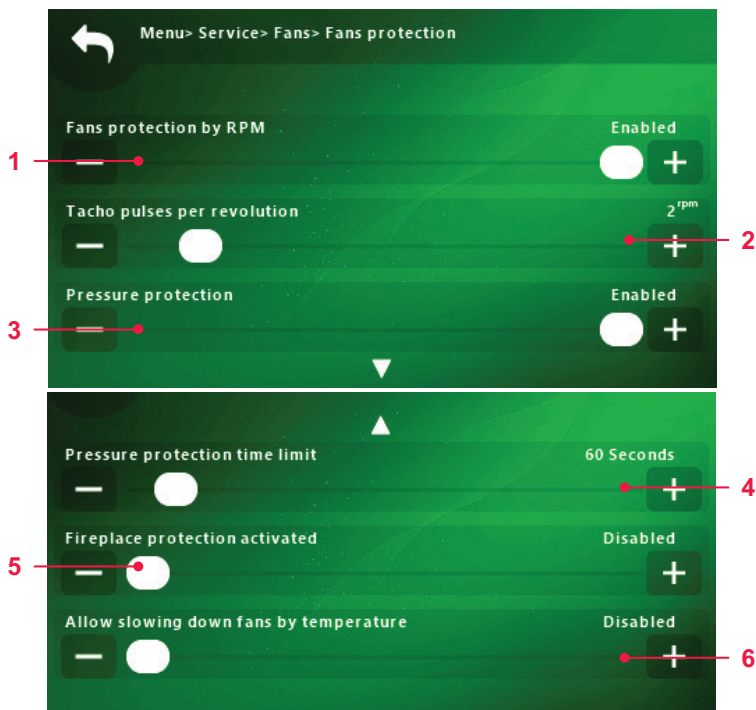 Menu> Service> Fans> Fans protection
Fans protection by RPM Enabled
1
Tacho pulses per revolution 2 rpm
2
Pressure protection Enabled
3
Pressure protection time limit 60 Seconds
4
Fireplace protection activated Disabled
5
Allow slowing down fans by temperature Disabled
6